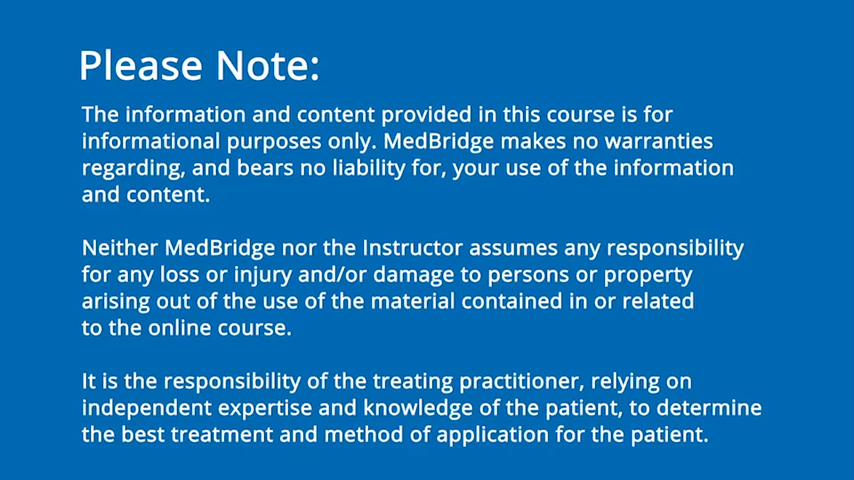 Please Note:
The information and content provided in this course is for
informational purposes only. MedBridge makes no warranties
regarding, and bears no liability for, your use of the information
and content.
Neither MedBridge nor the Instructor assumes any responsibility
for any loss or injury and/or damage to persons or property
arising out of the use of the material contained in or related
to the online course.
It is the responsibility of the treating practitioner, relying on
independent expertise and knowledge of the patient, to determine
the best treatment and method of application for the patient.